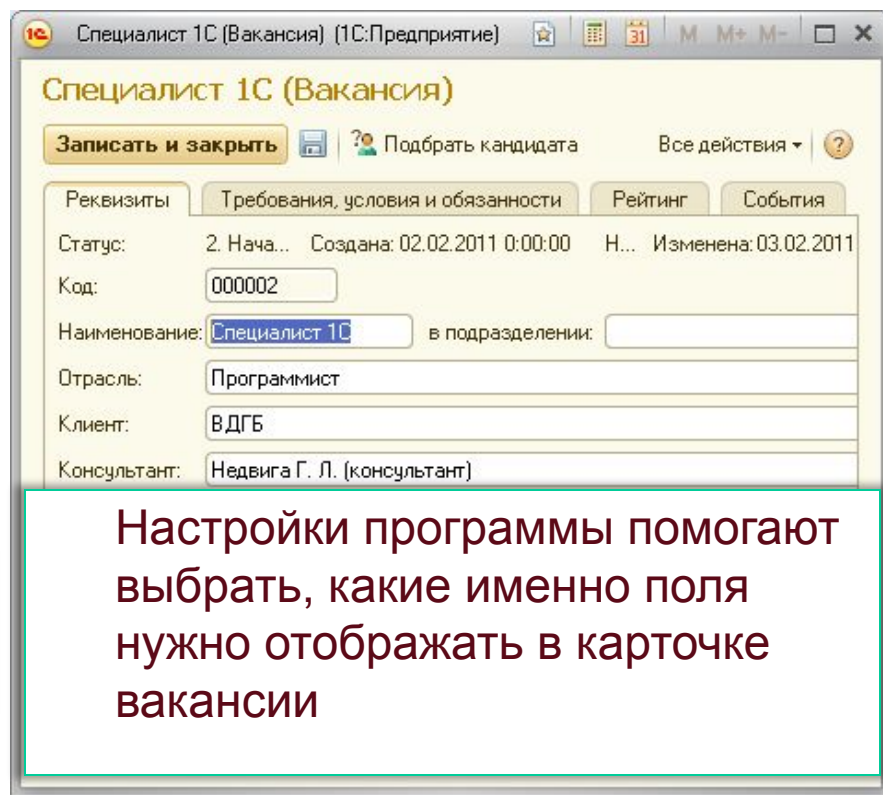 Специалист 1С (Вакансия) (1С:Предприятие) 31 M M+ M-
Специалист 1С (Вакансия)
Записать и закрыть Подобрать кандидата Все действия ?
Реквизиты Требования, условия и обязанности Рейтинг События
Статус: 2. Нача... Создана: 02.02.2011 0:00:00 Н... Изменена: 03.02.2011
Код: 000002
Наименование: Специалист 1С в подразделении:
Отрасль: Программист
Клиент: ВДГБ
Консультант: Недвига Г. Л. (консультант)
Настройки программы помогают
выбрать, какие именно поля
нужно отображать в карточке
вакансии